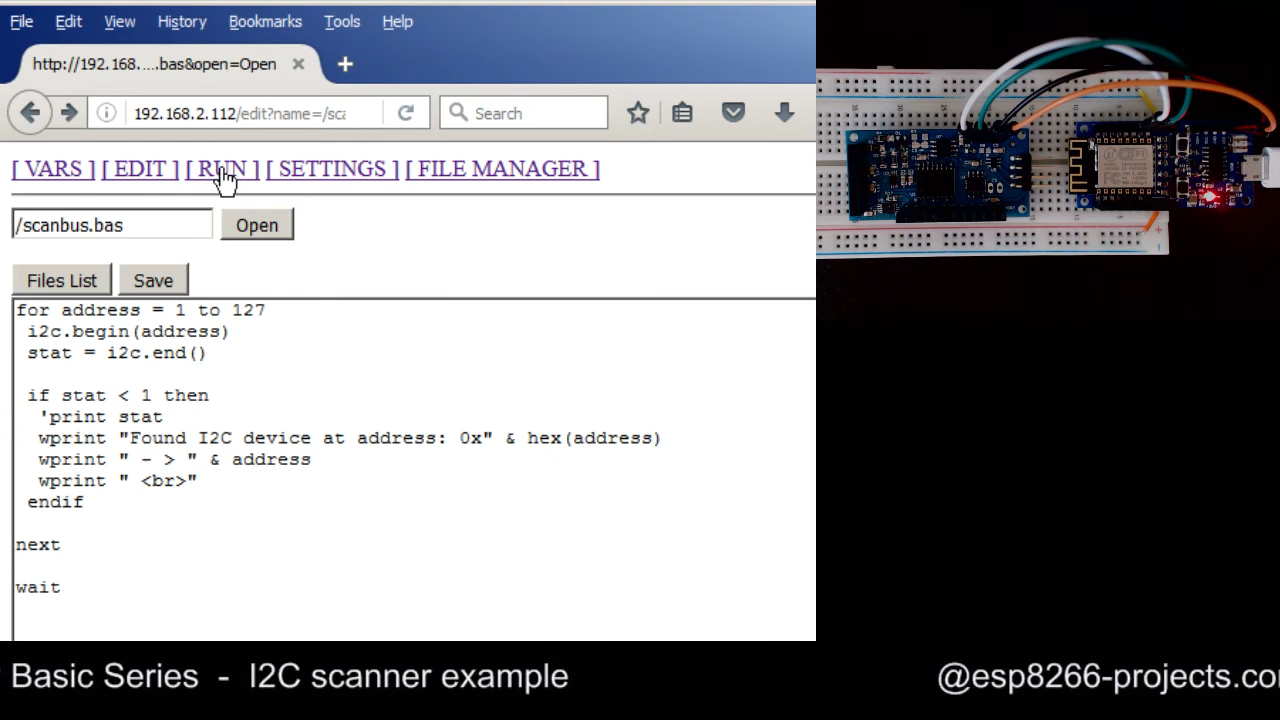 File Edit View History Bookmarks Tools Help
http://192.168. ....bas&open=Open
192.168.2.112/edit?name=/sca
Search
[ VARS ] [ EDIT ] [ RUN ] [ SETTINGS ] [ FILE MANAGER ]
/scanbus.bas Open
Files List Save
for address = 1 to 127
i2c.begin(address)
stat = i2c.end()
if stat < 1 then
'print stat
wprint "Found I2C device at address: 0x" & hex(address)
wprint " - > " & address
wprint " <br>"
endif
next
wait
Basic Series - I2C scanner example
@esp8266-projects.co